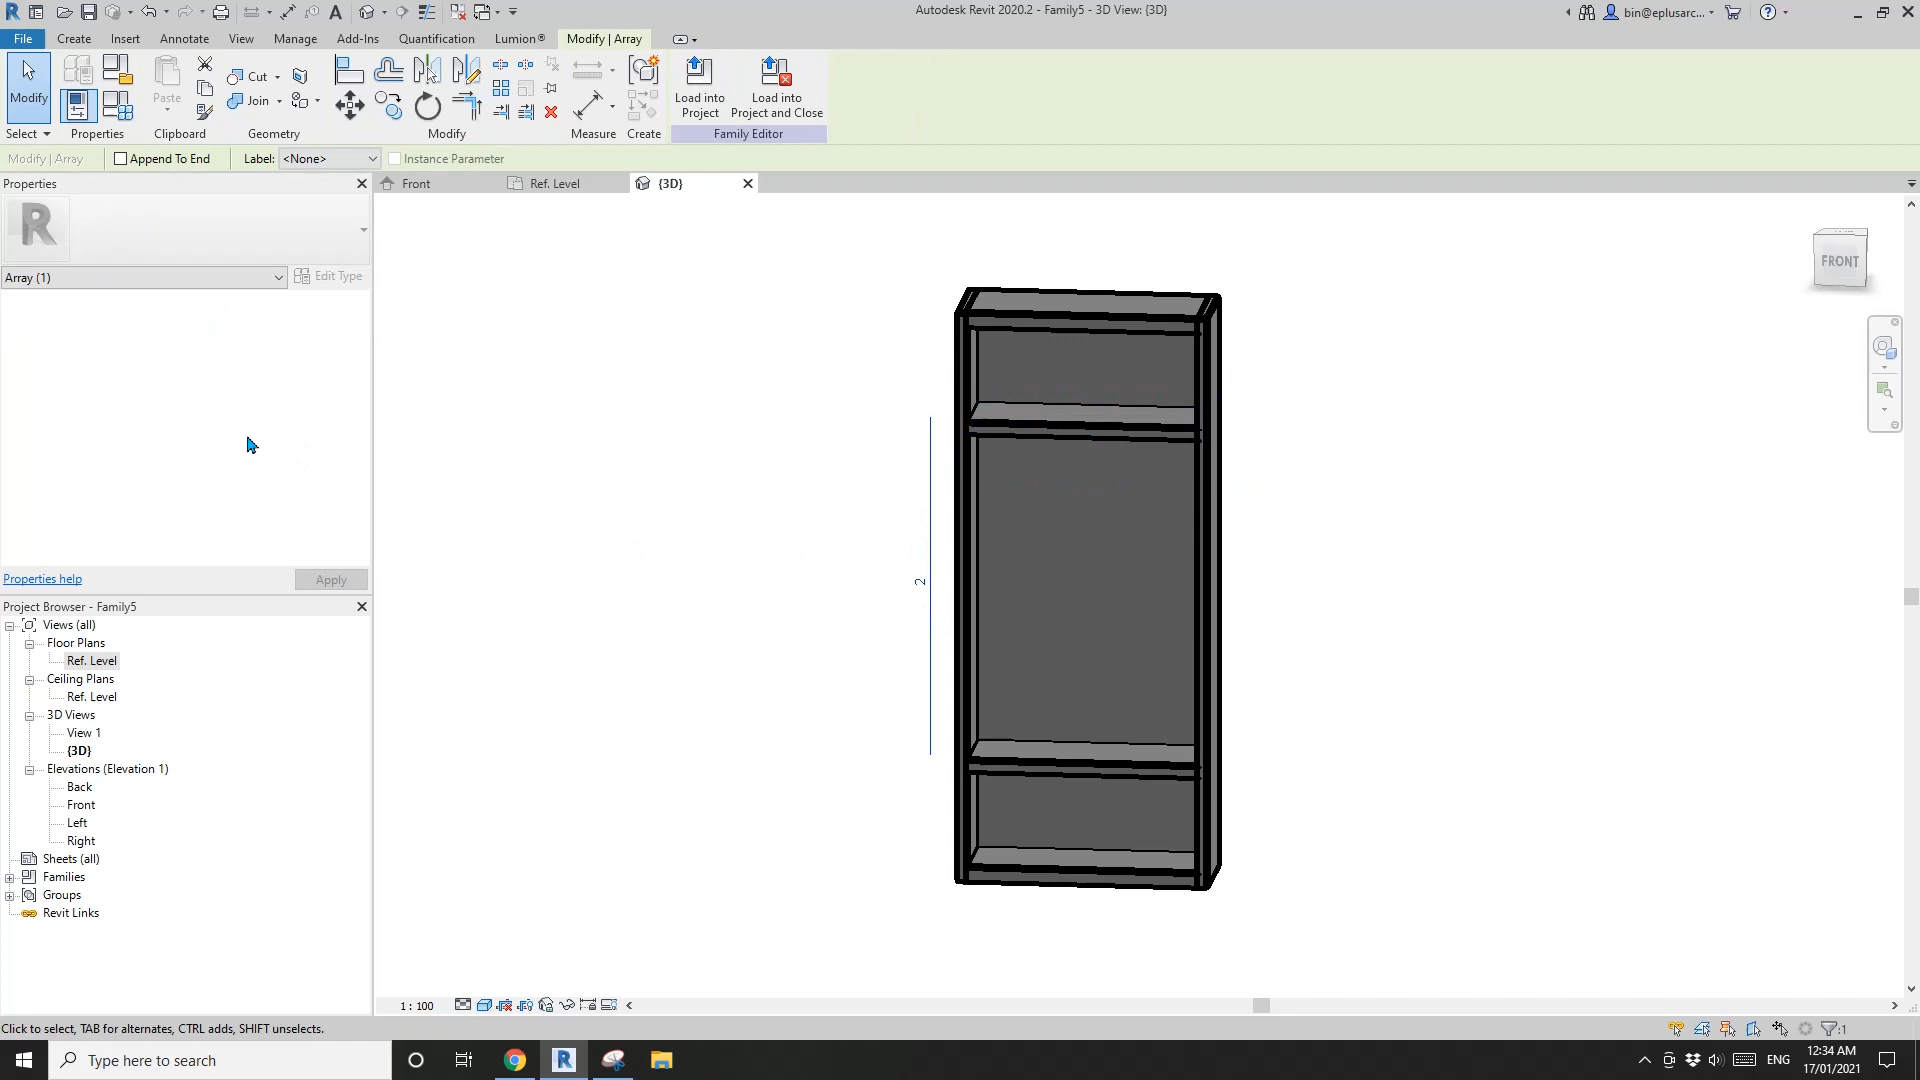 Autodesk Revit 2020.2 - Family5 - 3D View: {3D}
bin@eplusarc...
File Create Insert Annotate View Manage Add-Ins Quantification Lumion® Modify | Array
Modify
Paste
Cut
Join
Load into Project
Load into Project and Close
Select Properties Clipboard Geometry Modify Measure Create Family Editor
Modify | Array Append To End Label: <None> Instance Parameter
Properties
Front Ref. Level {3D}
R
Array (1) Edit Type
FRONT
2
Properties help Apply
Project Browser - Family5
Views (all)
Floor Plans
Ref. Level
Ceiling Plans
Ref. Level
3D Views
View 1
{3D}
Elevations (Elevation 1)
Back
Front
Left
Right
Sheets (all)
Families
Groups
Revit Links
1 : 100
Click to select, TAB for alternates, CTRL adds, SHIFT unselects.
:1
Type here to search
ENG
12:34 AM
17/01/2021